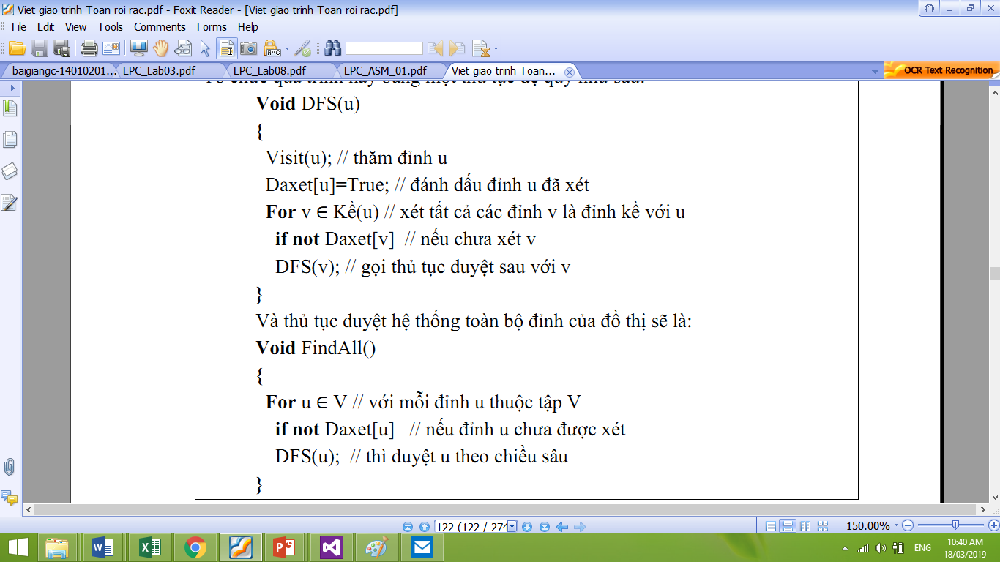 Viet giao trinh Toan roi rac.pdf - Foxit Reader - [Viet giao trinh Toan roi rac.pdf]
File Edit View Tools Comments Forms Help
RMS
baigiangc-14010201... EPC_Lab03.pdf EPC_Lab08.pdf EPC_ASM_01.pdf Viet giao trinh Toan... OCR Text Recognition
Void DFS(u)
{
Visit(u); // thăm đỉnh u
Daxet[u]=True; // đánh dấu đỉnh u đã xét
For v ∈ Kề(u) // xét tất cả các đỉnh v là đỉnh kề với u
if not Daxet[v] // nếu chưa xét v
DFS(v); // gọi thủ tục duyệt sau với v
}
Và thủ tục duyệt hệ thống toàn bộ đỉnh của đồ thị sẽ là:
Void FindAll()
{
For u ∈ V // với mỗi đỉnh u thuộc tập V
if not Daxet[u] // nếu đỉnh u chưa được xét
DFS(u); // thì duyệt u theo chiều sâu
}
122 (122 / 274 150.00%
ENG 10:40 AM
18/03/2019